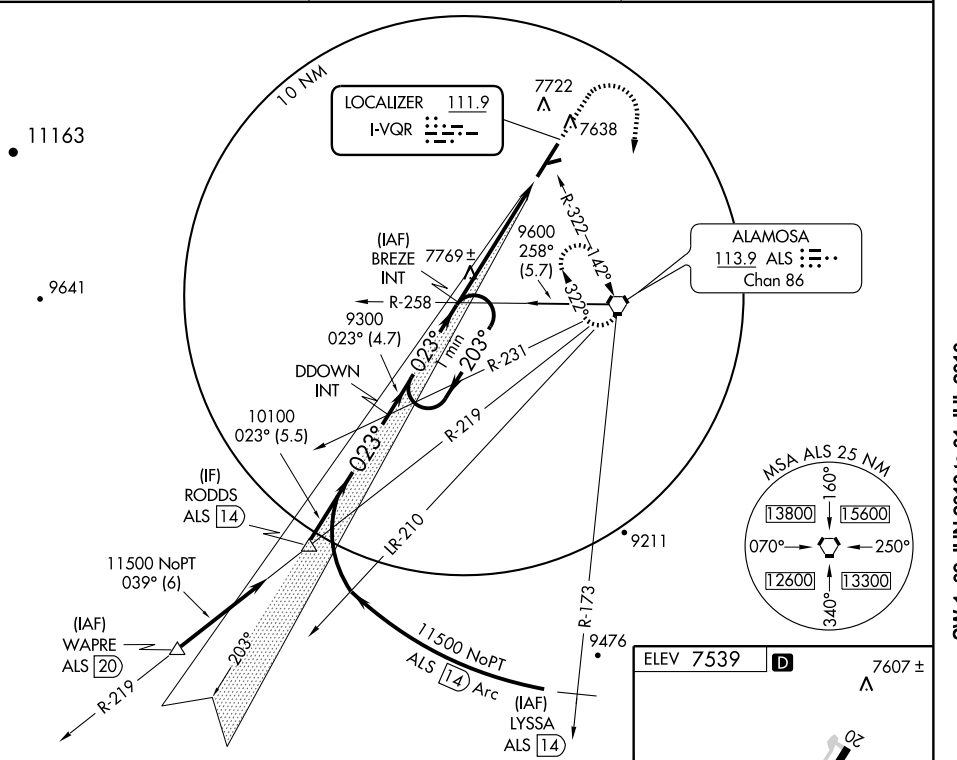 10 NM
LOCALIZER 111.9
I-VQR
7722
7638
11163
ALAMOSA
113.9 ALS
Chan 86
R-322
142°
9600
258°
(5.7)
(IAF)
BREZE
INT
7769 ±
322°
9641
R-258
9300
023° (4.7)
023°
1 min
203°
R-231
DDOWN
INT
R-219
10100
023° (5.5)
023°
(IF)
RODDS
ALS 14
LR-210
MSA ALS 25 NM
160°
13800
15600
070°
250°
12600
13300
340°
9211
11500 NoPT
039° (6)
(IAF)
WAPRE
ALS 20
203°
R-219
R-173
11500 NoPT
ALS 14 Arc
9476
(IAF)
LYSSA
ALS 14
ELEV 7539
D
7607 ±
20